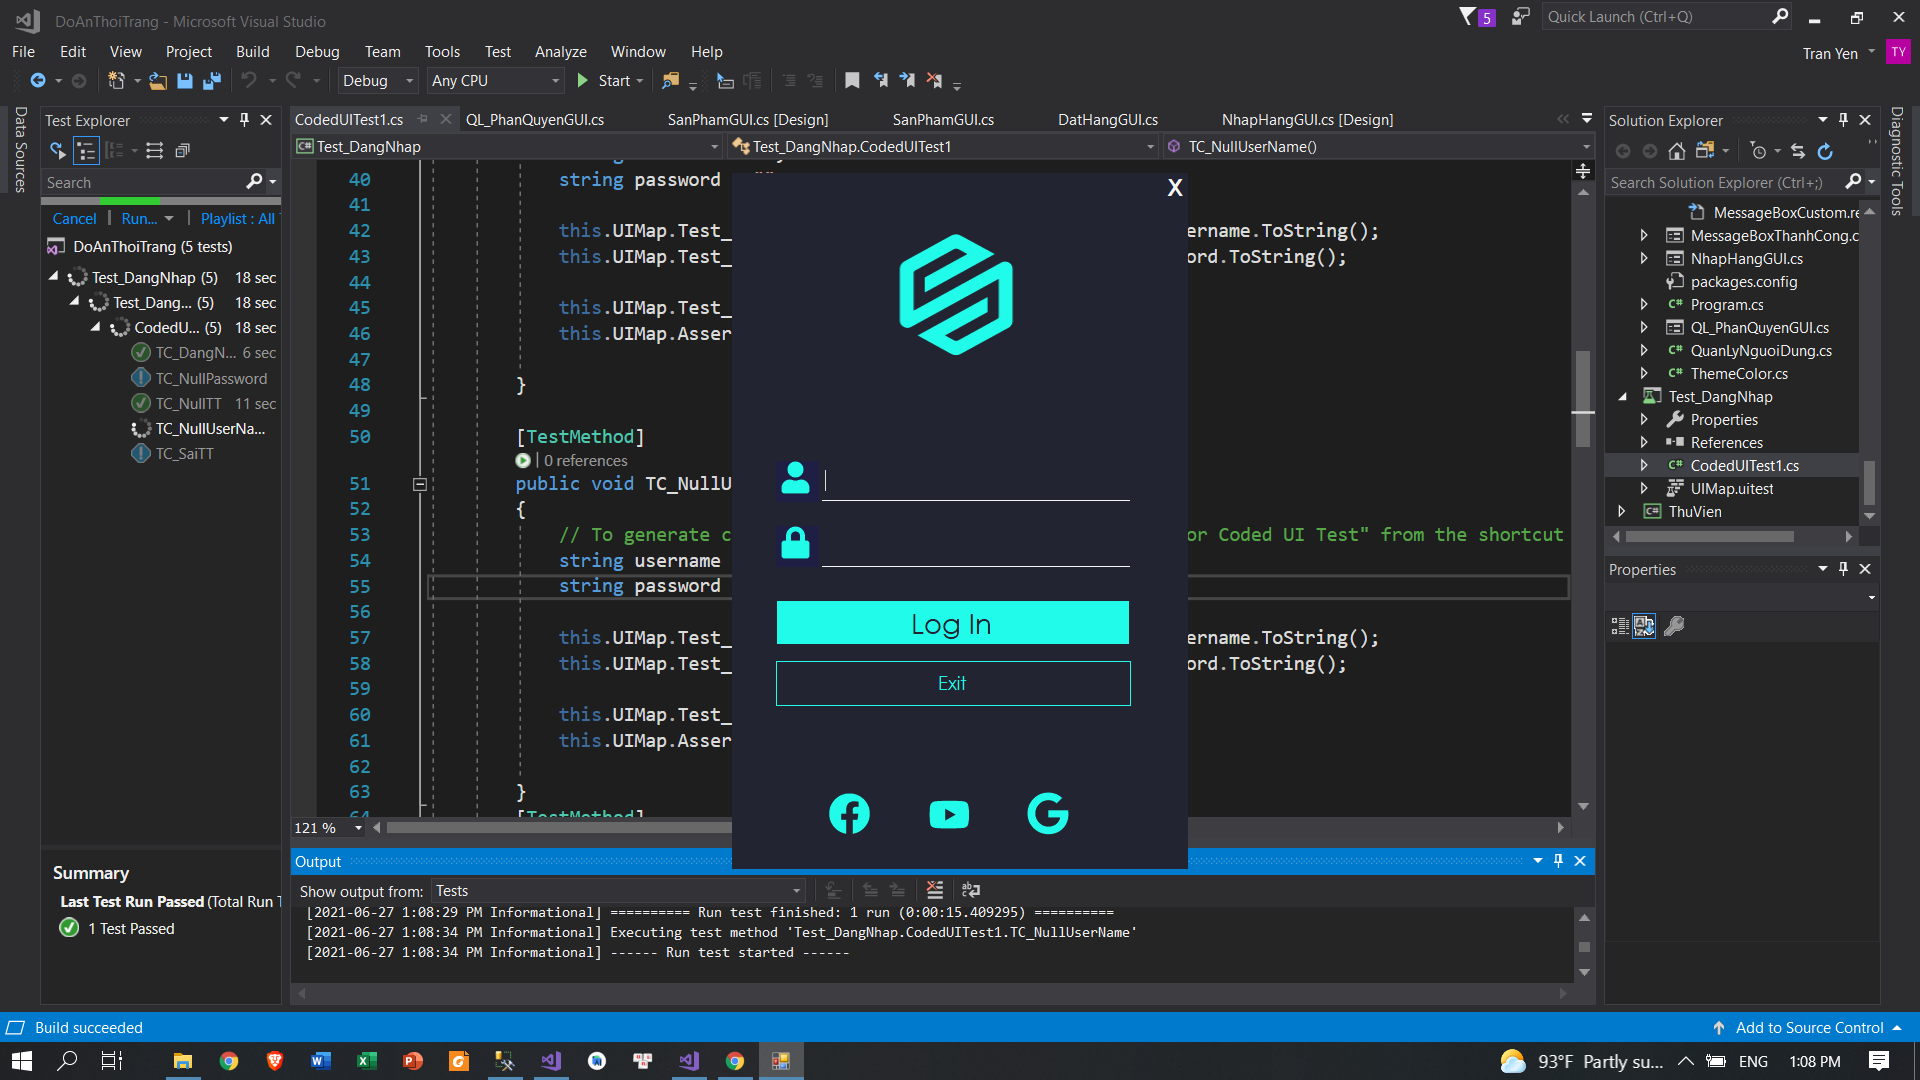 DoAnThoiTrang - Microsoft Visual Studio
5
Quick Launch (Ctrl+Q)
File Edit View Project Build Debug Team Tools Test Analyze Window Help
Tran Yen
TY
Debug Any CPU Start
Data Sources
Test Explorer
Search
Cancel Run... Playlist : All
DoAnThoiTrang (5 tests)
Test_DangNhap (5) 18 sec
Test_Dang... (5) 18 sec
CodedU... (5) 18 sec
TC_DangN... 6 sec
TC_NullPassword
TC_NullTT 11 sec
TC_NullUserNa...
TC_SaiTT
Summary
Last Test Run Passed (Total Run T
1 Test Passed
CodedUITest1.cs QL_PhanQuyenGUI.cs SanPhamGUI.cs [Design] SanPhamGUI.cs DatHangGUI.cs NhapHangGUI.cs [Design]
Test_DangNhap Test_DangNhap.CodedUITest1 TC_NullUserName()
40 string password
41
42 this.UIMap.Test_ ername.ToString();
43 this.UIMap.Test_ ord.ToString();
44
45 this.UIMap.Test_
46 this.UIMap.Asser
47
48 }
49
50 [TestMethod]
0 references
51 public void TC_NullU
52 {
53 // To generate c or Coded UI Test" from the shortcut
54 string username
55 string password
56
57 this.UIMap.Test_ ername.ToString();
58 this.UIMap.Test_ ord.ToString();
59
60 this.UIMap.Test_
61 this.UIMap.Asser
62
63 }
64 [TestMethod]
121 %
X
Log In
Exit
Output
Show output from: Tests
[2021-06-27 1:08:29 PM Informational] ========== Run test finished: 1 run (0:00:15.409295) ==========
[2021-06-27 1:08:34 PM Informational] Executing test method 'Test_DangNhap.CodedUITest1.TC_NullUserName'
[2021-06-27 1:08:34 PM Informational] ------ Run test started ------
Solution Explorer
Search Solution Explorer (Ctrl+;)
MessageBoxCustom.re
MessageBoxThanhCong.c
NhapHangGUI.cs
packages.config
Program.cs
QL_PhanQuyenGUI.cs
QuanLyNguoiDung.cs
ThemeColor.cs
Test_DangNhap
Properties
References
CodedUITest1.cs
UIMap.uitest
ThuVien
Properties
Diagnostic Tools
Build succeeded
Add to Source Control
93°F Partly su... ENG 1:08 PM